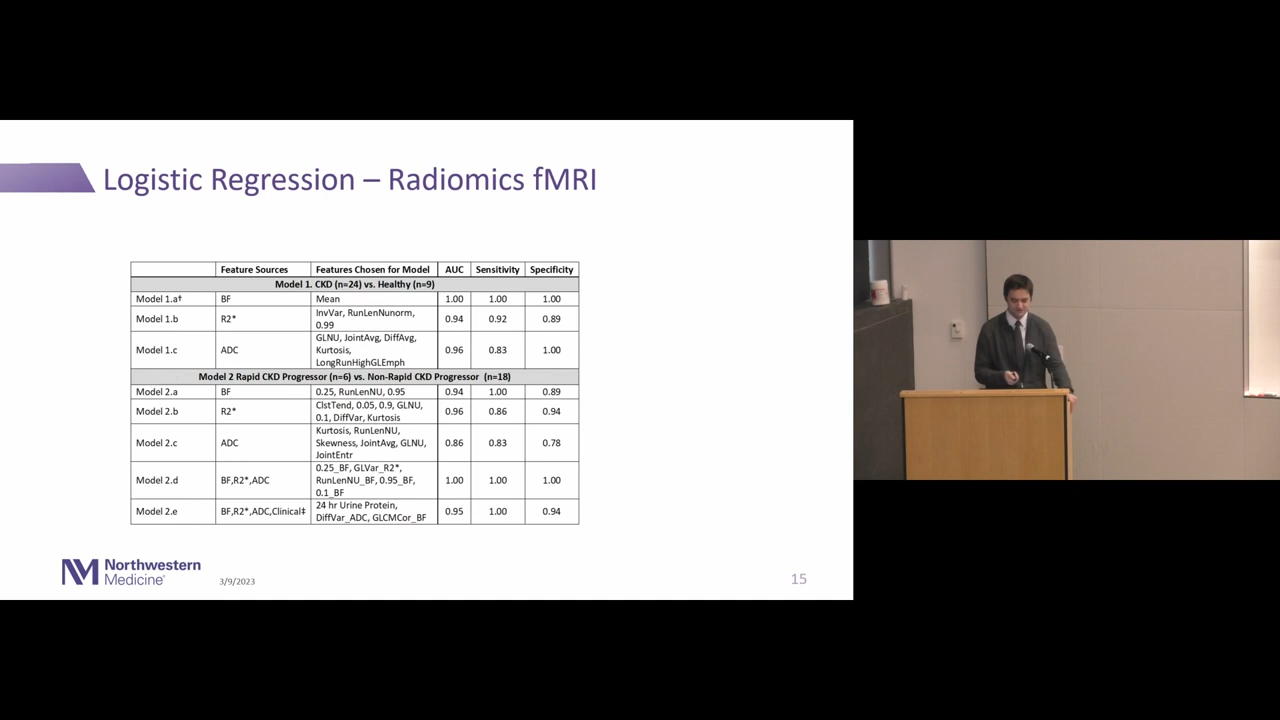 Logistic Regression – Radiomics fMRI
Feature Sources Features Chosen for Model AUC Sensitivity Specificity
Model 1. CKD (n=24) vs. Healthy (n=9)
Model 1.a† BF Mean 1.00 1.00 1.00
Model 1.b R2* InvVar, RunLenNunorm, 0.99 0.94 0.92 0.89
Model 1.c ADC GLNU, JointAvg, DiffAvg, Kurtosis, LongRunHighGLEmph 0.96 0.83 1.00
Model 2 Rapid CKD Progressor (n=6) vs. Non-Rapid CKD Progressor (n=18)
Model 2.a BF 0.25, RunLenNU, 0.95 0.94 1.00 0.89
Model 2.b R2* ClstTend, 0.05, 0.9, GLNU, 0.1, DiffVar, Kurtosis 0.96 0.86 0.94
Model 2.c ADC Kurtosis, RunLenNU, Skewness, JointAvg, GLNU, JointEntr 0.86 0.83 0.78
Model 2.d BF,R2*,ADC 0.25_BF, GLVar_R2*, RunLenNU_BF, 0.95_BF, 0.1_BF 1.00 1.00 1.00
Model 2.e BF,R2*,ADC,Clinical‡ 24 hr Urine Protein, DiffVar_ADC, GLCMCor_BF 0.95 1.00 0.94
NM Northwestern
Medicine®
3/9/2023
15